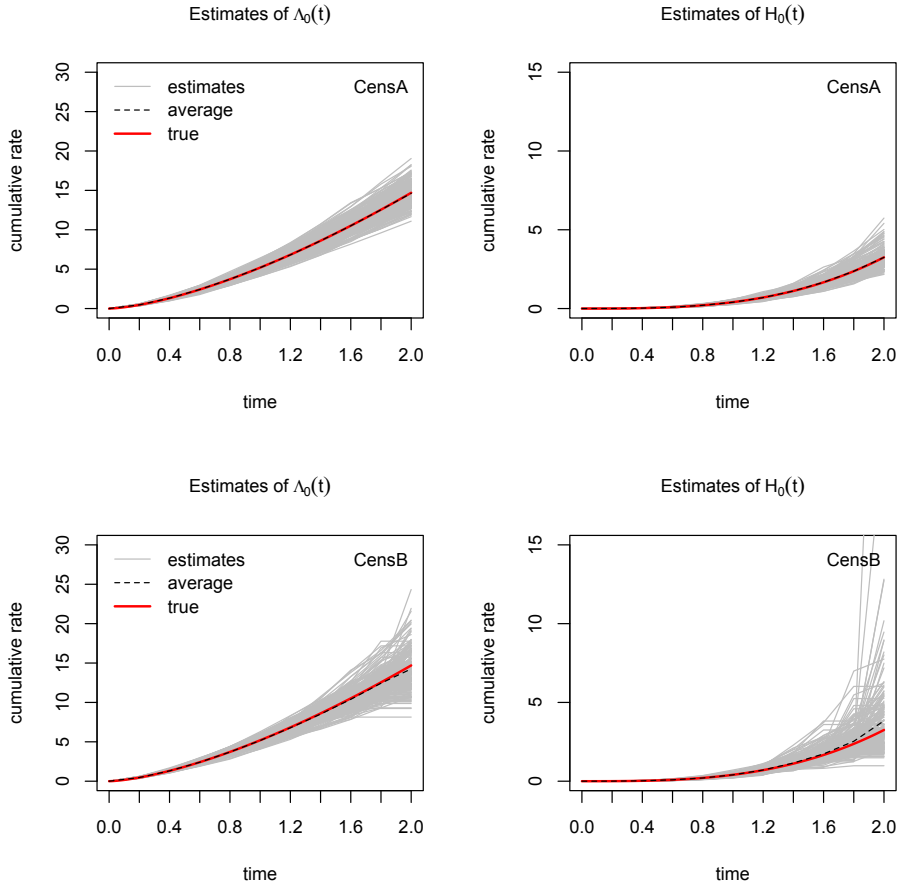 Estimates of Λ₀(t)
30
25
20
15
10
5
0
cumulative rate
estimates
average
true
CensA
0.0 0.4 0.8 1.2 1.6 2.0
time
Estimates of H₀(t)
15
10
5
0
cumulative rate
CensA
0.0 0.4 0.8 1.2 1.6 2.0
time
Estimates of Λ₀(t)
30
25
20
15
10
5
0
cumulative rate
estimates
average
true
CensB
0.0 0.4 0.8 1.2 1.6 2.0
time
Estimates of H₀(t)
15
10
5
0
cumulative rate
CensB
0.0 0.4 0.8 1.2 1.6 2.0
time